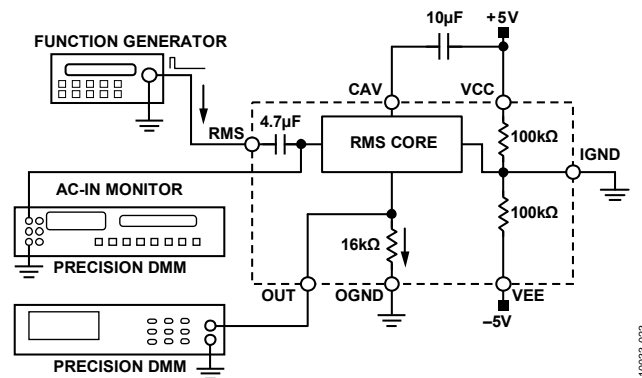 10µF
+5V
FUNCTION GENERATOR
CAV
VCC
RMS
4.7µF
RMS CORE
100kΩ
IGND
AC-IN MONITOR
100kΩ
16kΩ
PRECISION DMM
OUT
OGND
VEE
–5V
PRECISION DMM